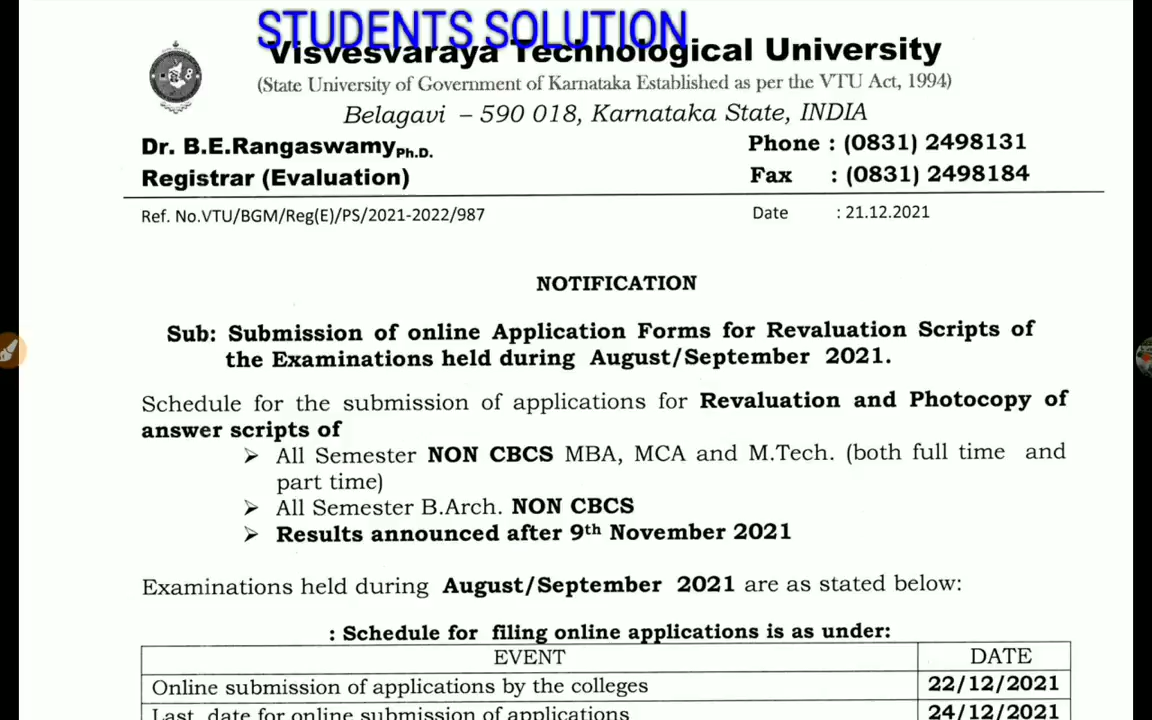 STUDENTS SOLUTION
Visvesvaraya Technological University
(State University of Government of Karnataka Established as per the VTU Act, 1994)
Belagavi – 590 018, Karnataka State, INDIA
Dr. B.E.Rangaswamy Ph.D.
Phone : (0831) 2498131
Registrar (Evaluation)
Fax : (0831) 2498184
Ref. No.VTU/BGM/Reg(E)/PS/2021-2022/987
Date : 21.12.2021
NOTIFICATION
Sub: Submission of online Application Forms for Revaluation Scripts of
the Examinations held during August/September 2021.
Schedule for the submission of applications for Revaluation and Photocopy of
answer scripts of
➢ All Semester NON CBCS MBA, MCA and M.Tech. (both full time and
part time)
➢ All Semester B.Arch. NON CBCS
➢ Results announced after 9th November 2021
Examinations held during August/September 2021 are as stated below:
: Schedule for filing online applications is as under:
EVENT DATE
Online submission of applications by the colleges 22/12/2021
Last date for online submission of applications 24/12/2021